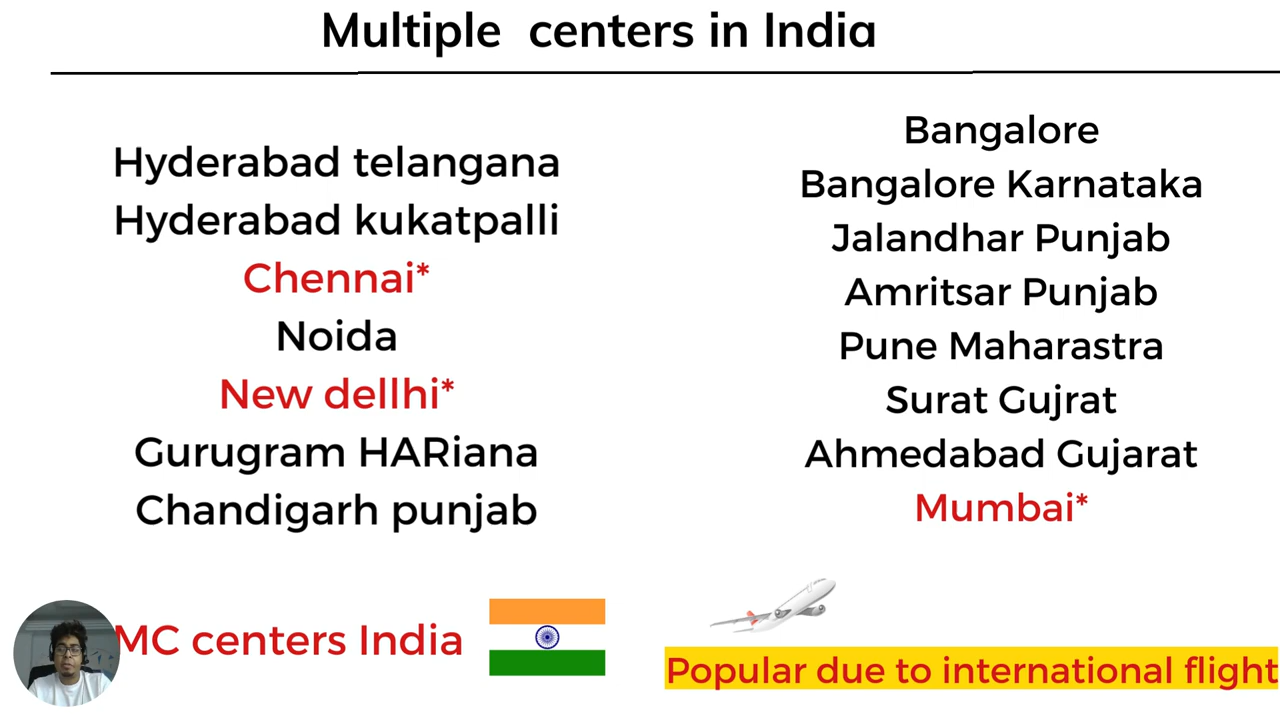 Multiple centers in India
Hyderabad telangana
Hyderabad kukatpalli
Chennai*
Noida
New dellhi*
Gurugram HARiana
Chandigarh punjab
Bangalore
Bangalore Karnataka
Jalandhar Punjab
Amritsar Punjab
Pune Maharastra
Surat Gujrat
Ahmedabad Gujarat
Mumbai*
MC centers India
Popular due to international flight